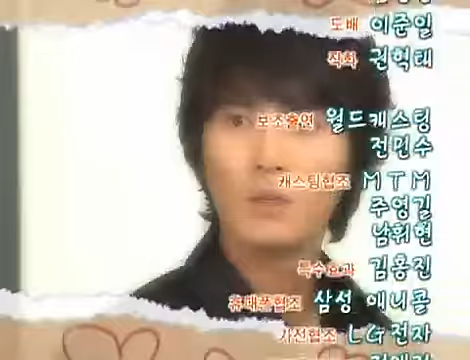 도배 이준일
작화 권혁태
보조출연 월드캐스팅
전민수
캐스팅협조 MTM
주영길
남휘현
특수효과 김홍진
휴대폰협조 삼성 애니콜
가전협조 LG전자